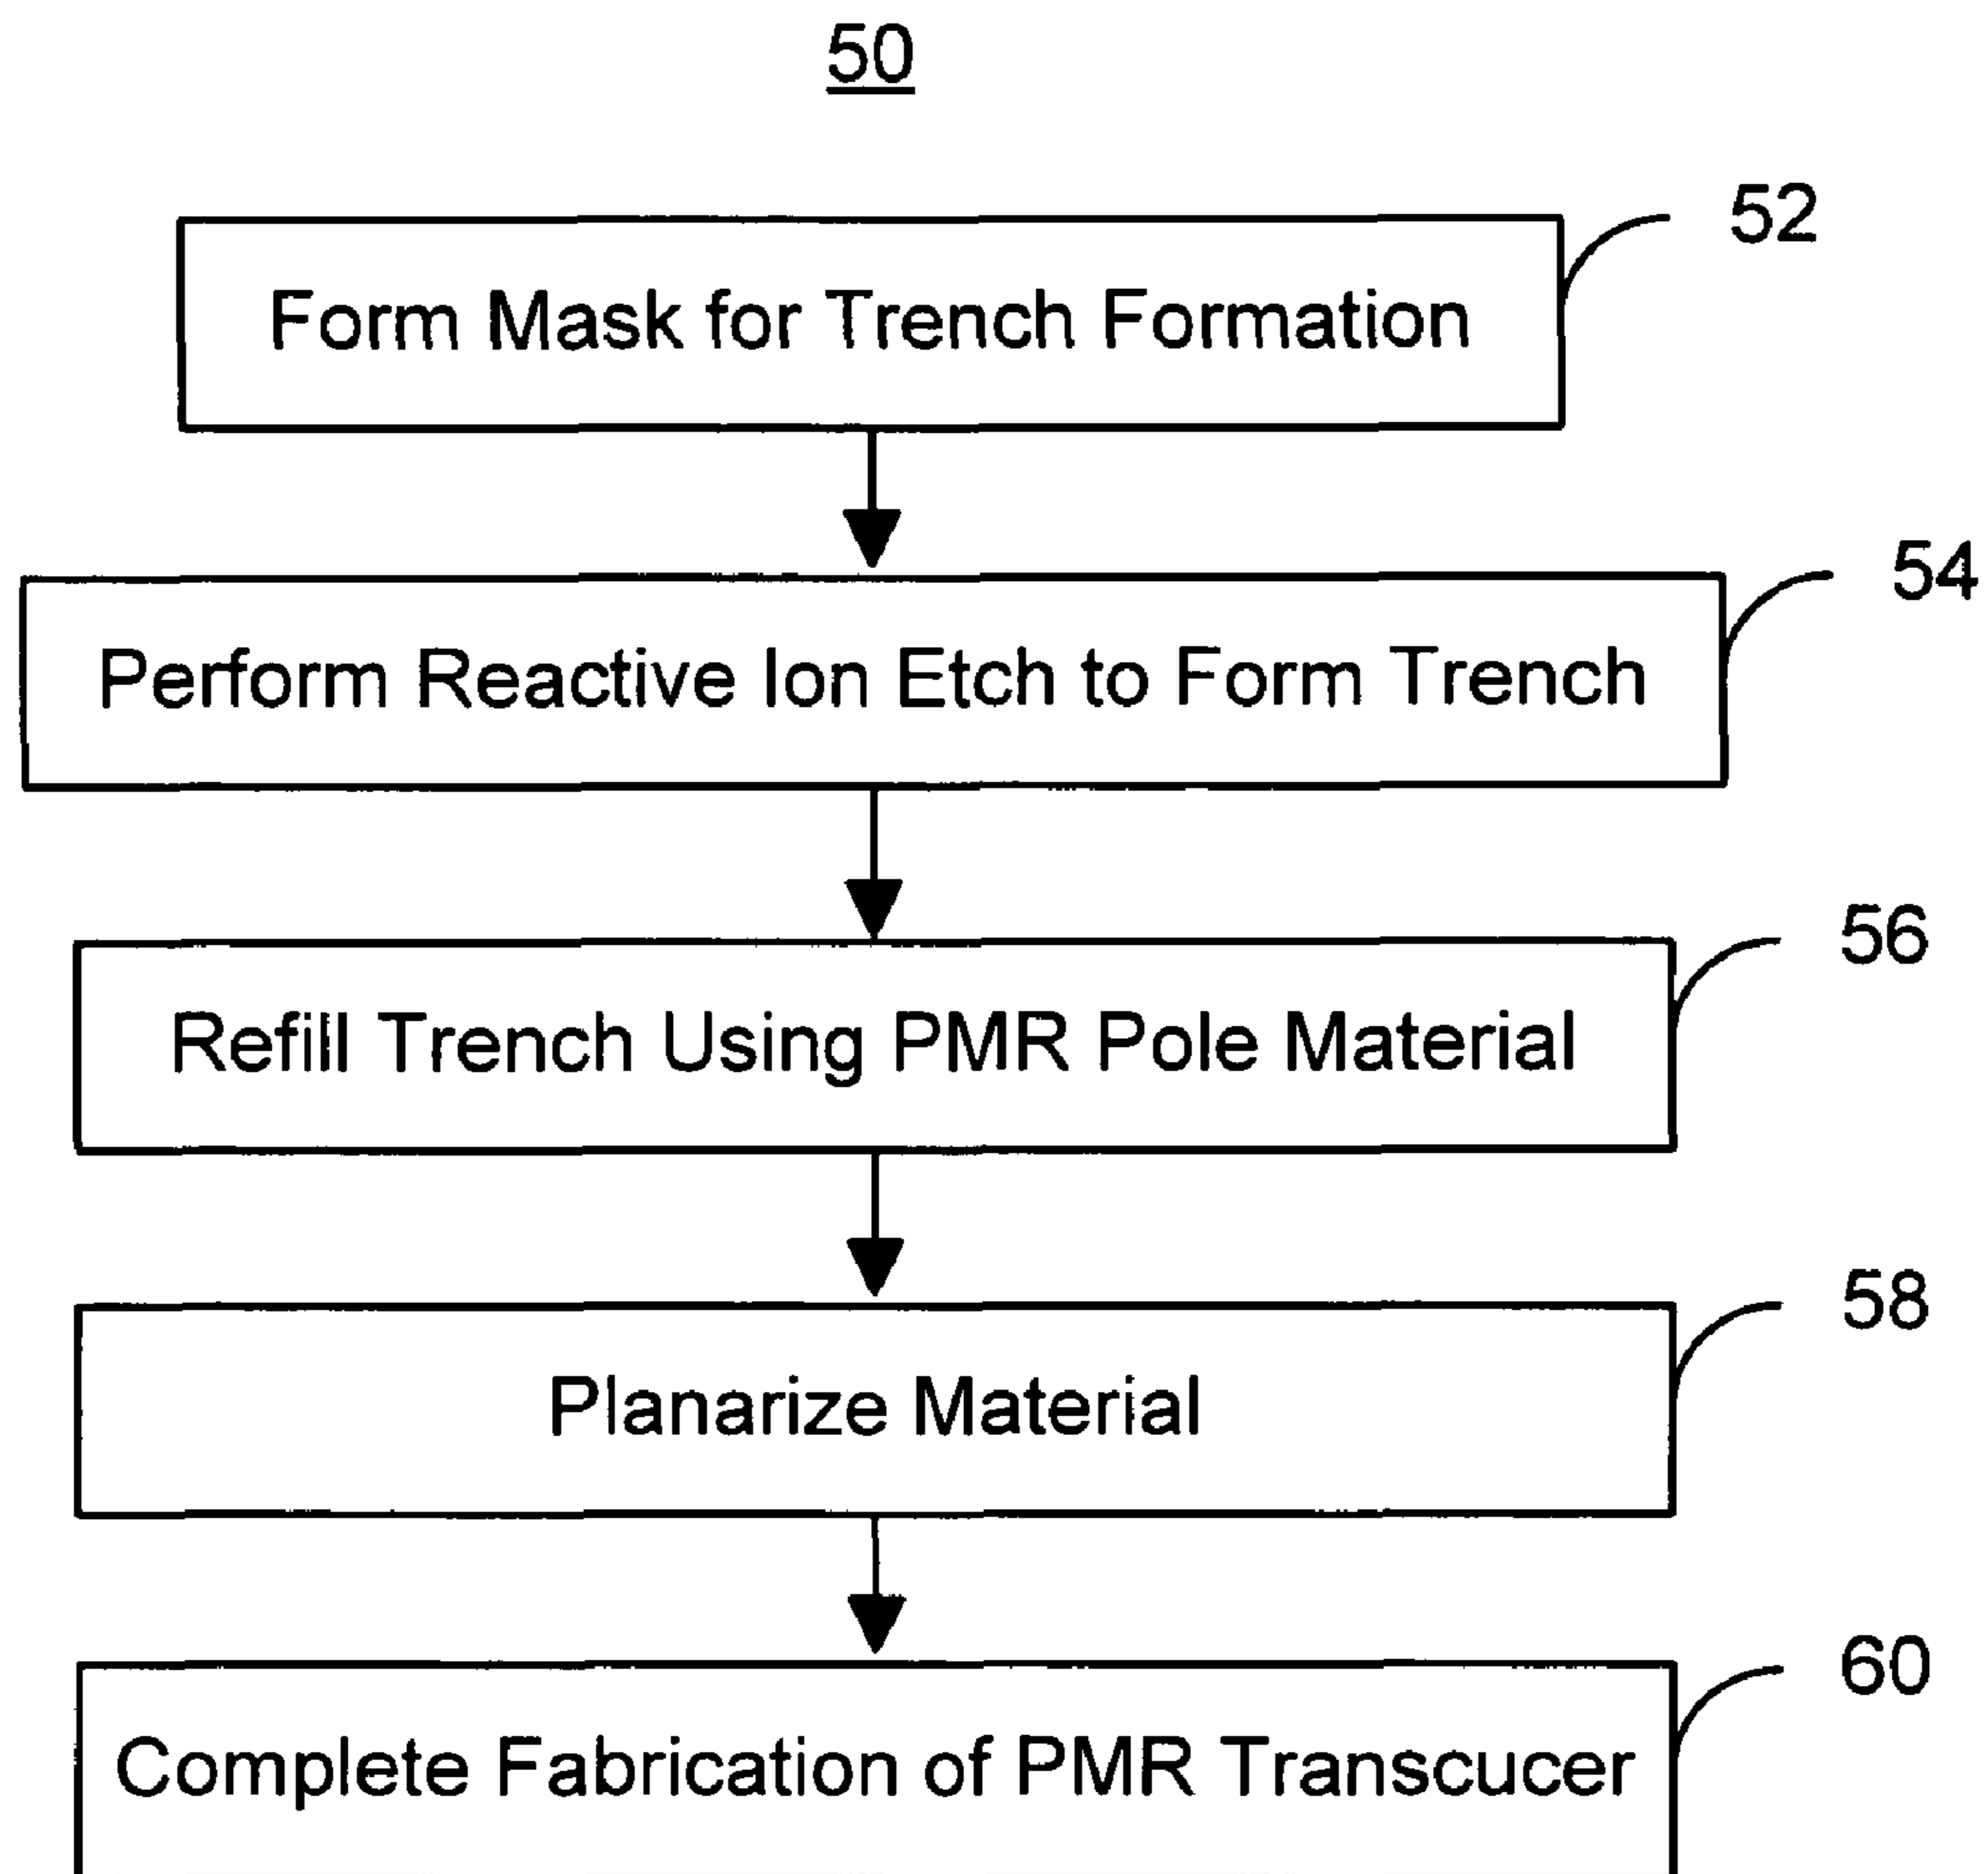 50
52
Form Mask for Trench Formation
54
Perform Reactive Ion Etch to Form Trench
56
Refill Trench Using PMR Pole Material
58
Planarize Material
60
Complete Fabrication of PMR Transcucer